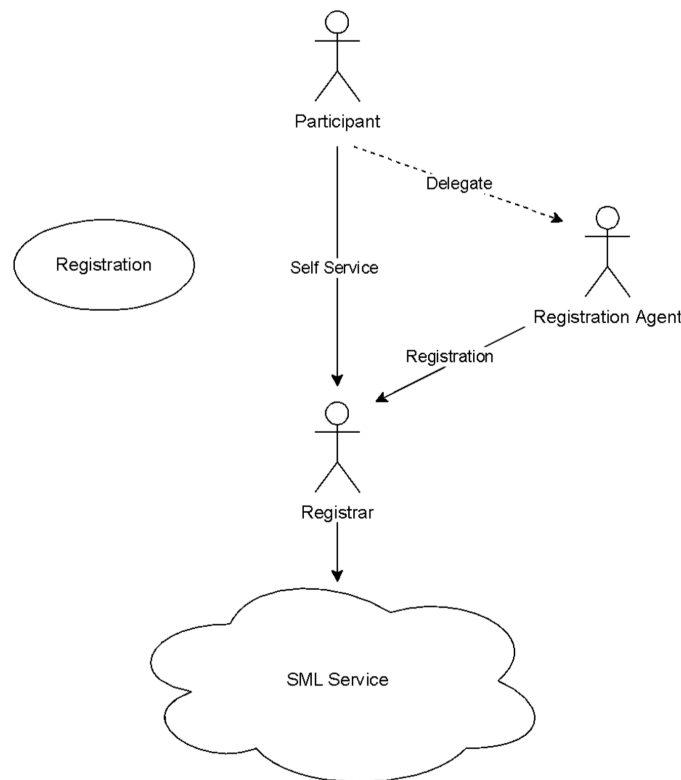 Participant
Delegate
Registration
Self Service
Registration Agent
Registration
Registrar
SML Service